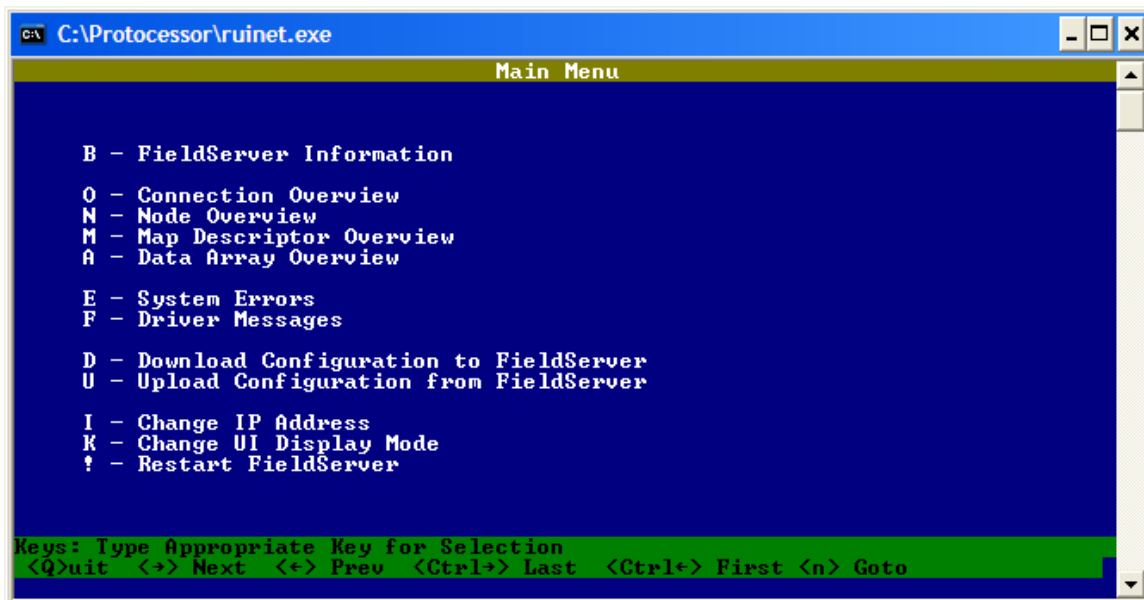 C:\Protocessor\ruinet.exe
Main Menu
B - FieldServer Information
O - Connection Overview
N - Node Overview
M - Map Descriptor Overview
A - Data Array Overview
E - System Errors
F - Driver Messages
D - Download Configuration to FieldServer
U - Upload Configuration from FieldServer
I - Change IP Address
K - Change UI Display Mode
! - Restart FieldServer
Keys: Type Appropriate Key for Selection
<Q>uit <→> Next <←> Prev <Ctrl→> Last <Ctrl←> First <n> Goto